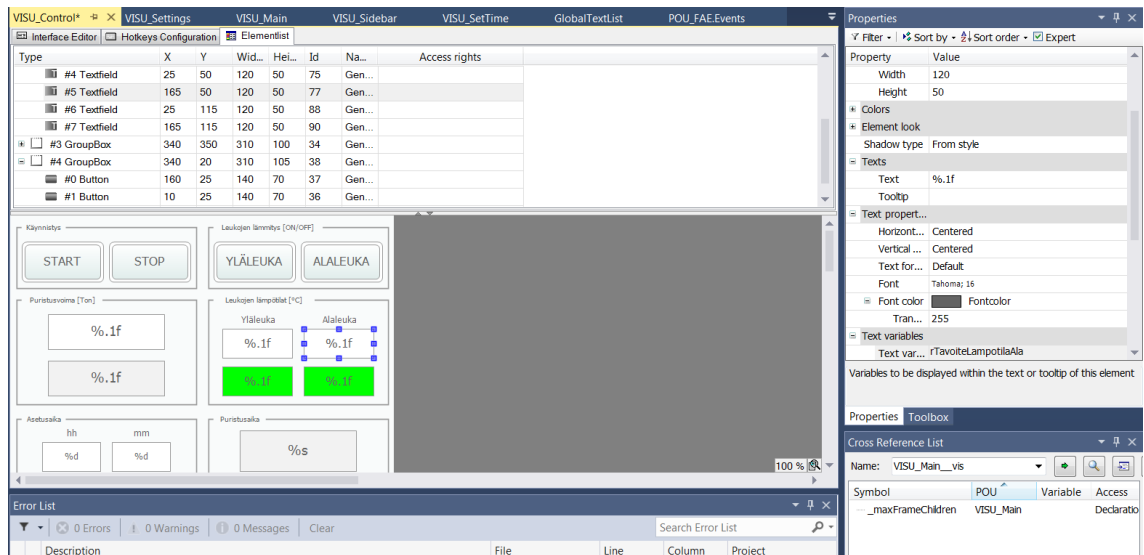 VISU_Control* VISU_Settings VISU_Main VISU_Sidebar VISU_SetTime GlobalTextList POU_FAE.Events
Interface Editor Hotkeys Configuration Elementlist
Type X Y Wid... Hei... Id Na... Access rights
#4 Textfield 25 50 120 50 75 Gen...
#5 Textfield 165 50 120 50 77 Gen...
#6 Textfield 25 115 120 50 88 Gen...
#7 Textfield 165 115 120 50 90 Gen...
#3 GroupBox 340 350 310 100 34 Gen...
#4 GroupBox 340 20 310 105 38 Gen...
#0 Button 160 25 140 70 37 Gen...
#1 Button 10 25 140 70 36 Gen...
Käynnistys
START STOP
Leukojen lämmitys [ON/OFF]
YLÄLEUKA ALALEUKA
Puristusvoima [Ton]
%.1f
%.1f
Leukojen lämpötilat [°C]
Yläleuka Alaleuka
%.1f %.1f
%.1f %.1f
Asetusaika
hh mm
%d %d
Puristusaika
%s
100 %
Error List
0 Errors 0 Warnings 0 Messages Clear Search Error List
Description File Line Column Project
Properties
Filter Sort by Sort order Expert
Property Value
Width 120
Height 50
Colors
Element look
Shadow type From style
Texts
Text %.1f
Tooltip
Text propert...
Horizont... Centered
Vertical ... Centered
Text for... Default
Font Tahoma; 16
Font color Fontcolor
Tran... 255
Text variables
Text var... rTavoiteLampotilaAla
Variables to be displayed within the text or tooltip of this element
Properties Toolbox
Cross Reference List
Name: VISU_Main__vis
Symbol POU Variable Access
_maxFrameChildren VISU_Main Declaratio